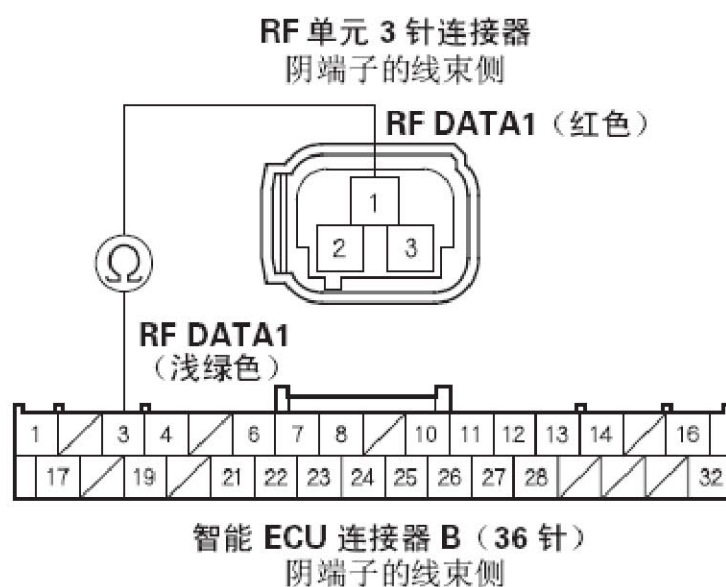 RF 单元 3 针连接器
阴端子的线束侧
RF DATA1（红色）
1
2 3
Ω
RF DATA1
（浅绿色）
1 3 4 6 7 8 10 11 12 13 14 16
17 19 21 22 23 24 25 26 27 28 32
智能 ECU 连接器 B（36 针）
阴端子的线束侧